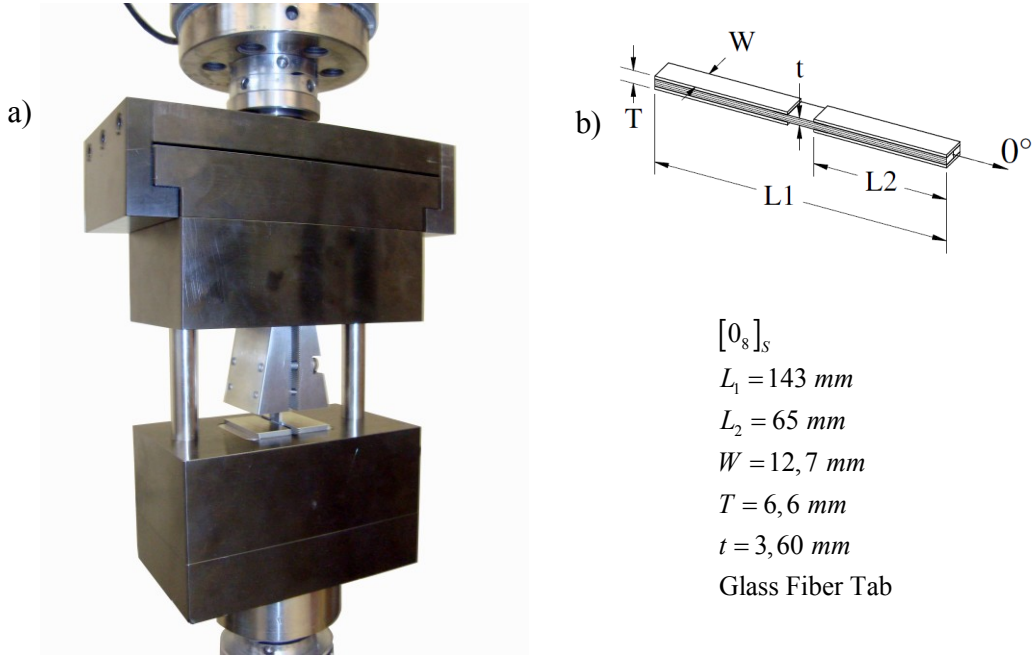 a)
b)
W
t
T
L1
L2
0°
[0₈]ₛ
L₁ = 143 mm
L₂ = 65 mm
W = 12,7 mm
T = 6,6 mm
t = 3,60 mm
Glass Fiber Tab